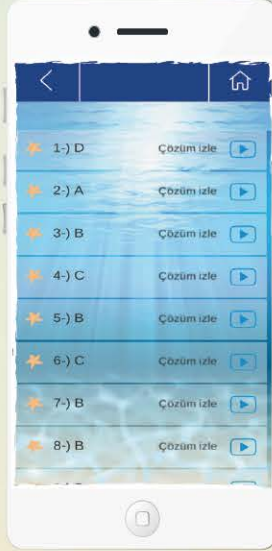 1-) D Çözüm izle
2-) A Çözüm izle
3-) B Çözüm izle
4-) C Çözüm izle
5-) B Çözüm izle
6-) C Çözüm izle
7-) B Çözüm izle
8-) B Çözüm izle